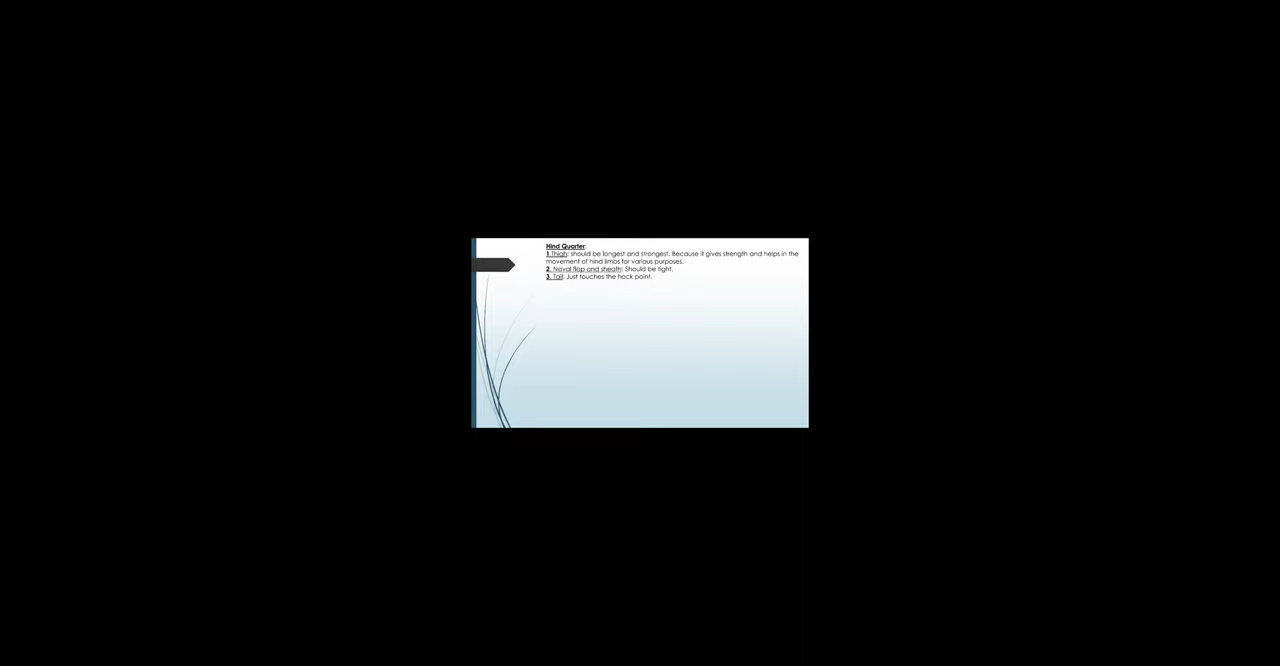 Hind Quarter:
1.Thigh: should be longest and strongest. Because it gives strength and helps in the
movement of hind limbs for various purposes.
2. Naval flap and sheath: Should be tight.
3. Tail: Just touches the hock point.